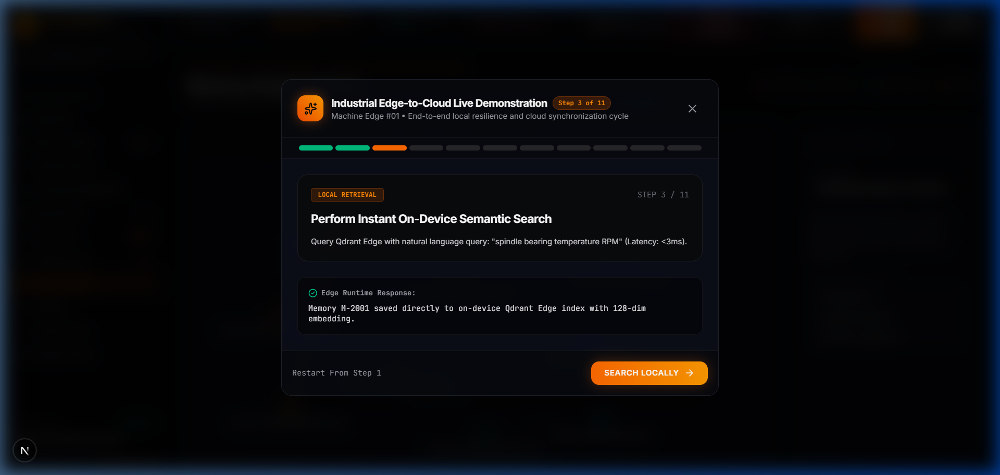 Industrial Edge-to-Cloud Live Demonstration
Step 3 of 11
Machine Edge #01 • End-to-end local resilience and cloud synchronization cycle
LOCAL RETRIEVAL
STEP 3 / 11
Perform Instant On-Device Semantic Search
Query Qdrant Edge with natural language query: "spindle bearing temperature RPM" (Latency: <3ms).
Edge Runtime Response:
Memory M-2001 saved directly to on-device Qdrant Edge index with 128-dim
embedding.
Restart From Step 1
SEARCH LOCALLY
N